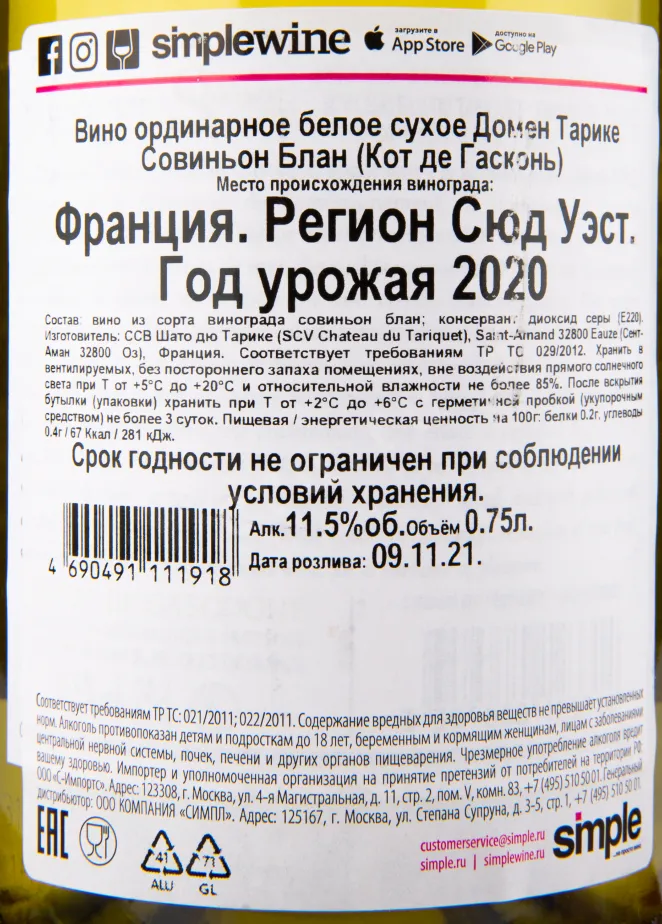 simplewine загрузите в App Store доступно на Google Play
Вино ординарное белое сухое Домен Тарике
Совиньон Блан (Кот де Гасконь)
Место происхождения винограда:
Франция. Регион Сюд Уэст.
Год урожая 2020
Состав: вино из сорта винограда совиньон блан; консервант диоксид серы (E220).
Изготовитель: ССВ Шато дю Тарике (SCV Chateau du Tariquet), Saint-Amand 32800 Eauze (Сент-
Аман 32800 Оз), Франция. Соответствует требованиям ТР ТС 029/2012. Хранить в
вентилируемых, без постороннего запаха помещениях, вне воздействия прямого солнечного
света при T от +5°C до +20°C и относительной влажности не более 85%. После вскрытия
бутылки (упаковки) хранить при T от +2°C до +6°C с герметичной пробкой (укупорочным
средством) не более 3 суток. Пищевая / энергетическая ценность на 100г: белки 0.2г, углеводы
0.4г / 67 Ккал / 281 кДж.
Срок годности не ограничен при соблюдении
условий хранения.
Алк.11.5%об.Объём 0.75л.
Дата розлива: 09.11.21.
4 690491 111918
Соответствует требованиям ТР ТС: 021/2011; 022/2011. Содержание вредных для здоровья веществ не превышает установленных
норм. Алкоголь противопоказан детям и подросткам до 18 лет, беременным и кормящим женщинам, лицам с заболеваниями
центральной нервной системы, почек, печени и других органов пищеварения. Чрезмерное употребление алкоголя вредит
вашему здоровью. Импортер и уполномоченная организация на принятие претензий от потребителей на территории РФ:
ООО «С-Импортс». Адрес: 123308, г. Москва, ул. 4-я Магистральная, д. 11, стр. 2, пом. V, комн. 83, +7 (495) 510 50 01. Генеральный
дистрибьютор: ООО КОМПАНИЯ «СИМПЛ». Адрес: 125167, г. Москва, ул. Степана Супруна, д. 3-5, стр. 1, +7 (495) 510 50 01.
EAC
41
ALU
71
GL
customerservice@simple.ru
simple.ru | simplewine.ru
simple
...не просто вино